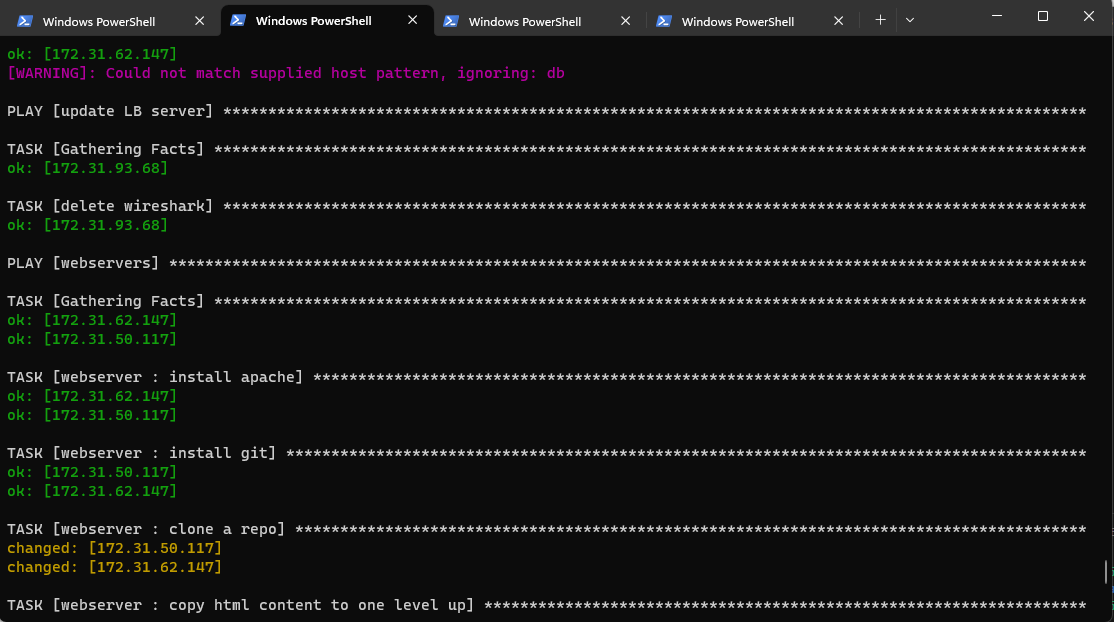 Windows PowerShell
Windows PowerShell
Windows PowerShell
Windows PowerShell
ok: [172.31.62.147]
[WARNING]: Could not match supplied host pattern, ignoring: db
PLAY [update LB server] ************************************************************************************************
TASK [Gathering Facts] *************************************************************************************************
ok: [172.31.93.68]
TASK [delete wireshark] ************************************************************************************************
ok: [172.31.93.68]
PLAY [webservers] ******************************************************************************************************
TASK [Gathering Facts] *************************************************************************************************
ok: [172.31.62.147]
ok: [172.31.50.117]
TASK [webserver : install apache] **************************************************************************************
ok: [172.31.62.147]
ok: [172.31.50.117]
TASK [webserver : install git] *****************************************************************************************
ok: [172.31.50.117]
ok: [172.31.62.147]
TASK [webserver : clone a repo] ****************************************************************************************
changed: [172.31.50.117]
changed: [172.31.62.147]
TASK [webserver : copy html content to one level up] *******************************************************************